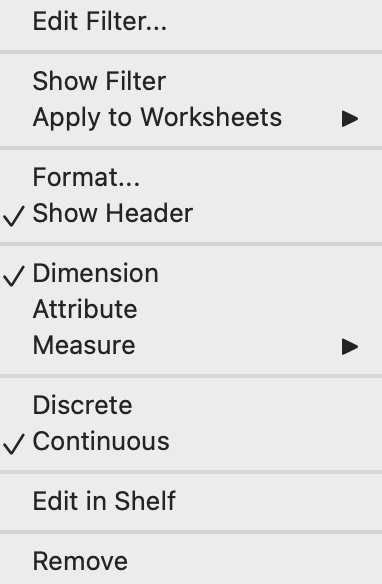 Edit Filter...
Show Filter
Apply to Worksheets
Format...
Show Header
Dimension
Attribute
Measure
Discrete
Continuous
Edit in Shelf
Remove